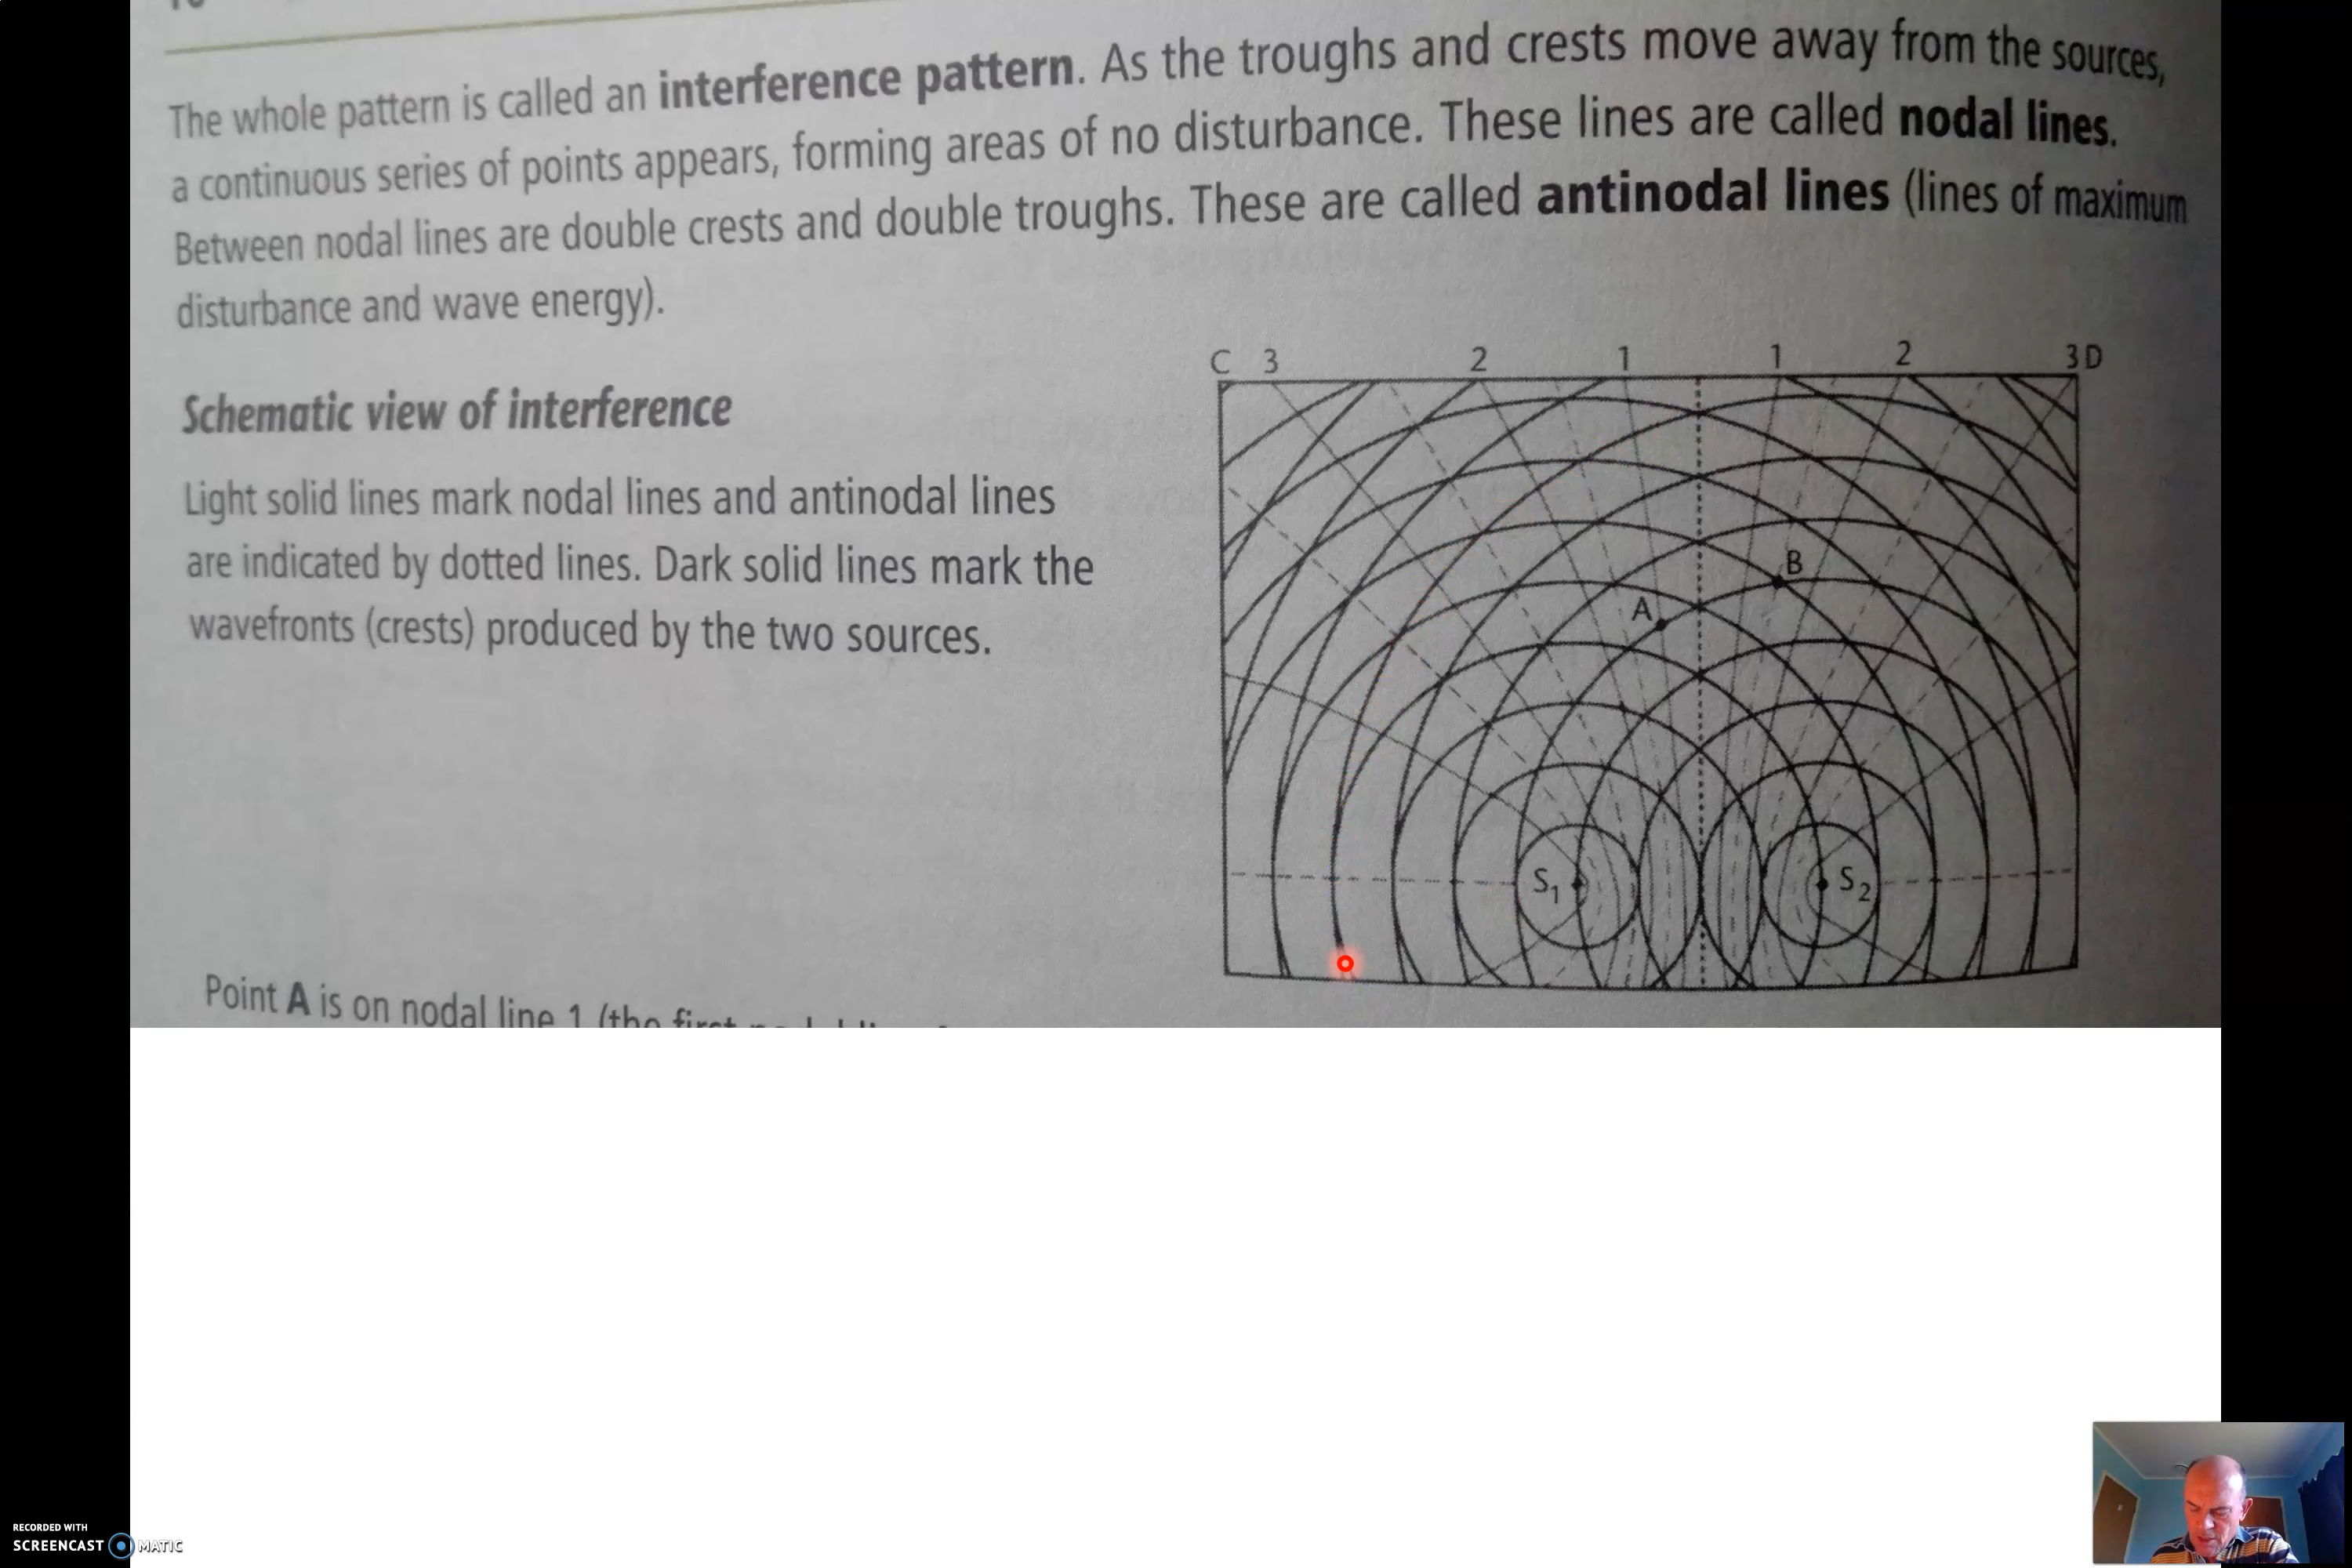 The whole pattern is called an interference pattern. As the troughs and crests move away from the sources,
a continuous series of points appears, forming areas of no disturbance. These lines are called nodal lines.
Between nodal lines are double crests and double troughs. These are called antinodal lines (lines of maximum
disturbance and wave energy).
Schematic view of interference
Light solid lines mark nodal lines and antinodal lines
are indicated by dotted lines. Dark solid lines mark the
wavefronts (crests) produced by the two sources.
C 3 2 1 1 2 3 D
B
A
S₁ S₂
Point A is on nodal line 1 (the first
RECORDED WITH
SCREENCAST MATIC